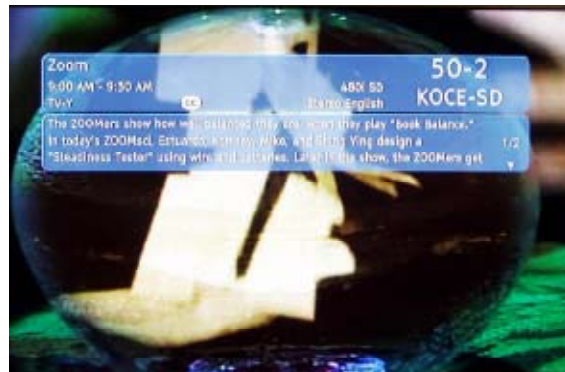 Zoom
50-2
9:00 AM - 9:30 AM
480i SD
KOCE-SD
TV-Y
CC
Stereo English
The ZOOMers show how well-balanced they are when they play "Book Balance."
In today's ZOOMsci, Estuardo, Kortney, Mike, and Shing Ying design a
1/2
"Steadiness Tester" using wire and batteries. Later in the show, the ZOOMers get